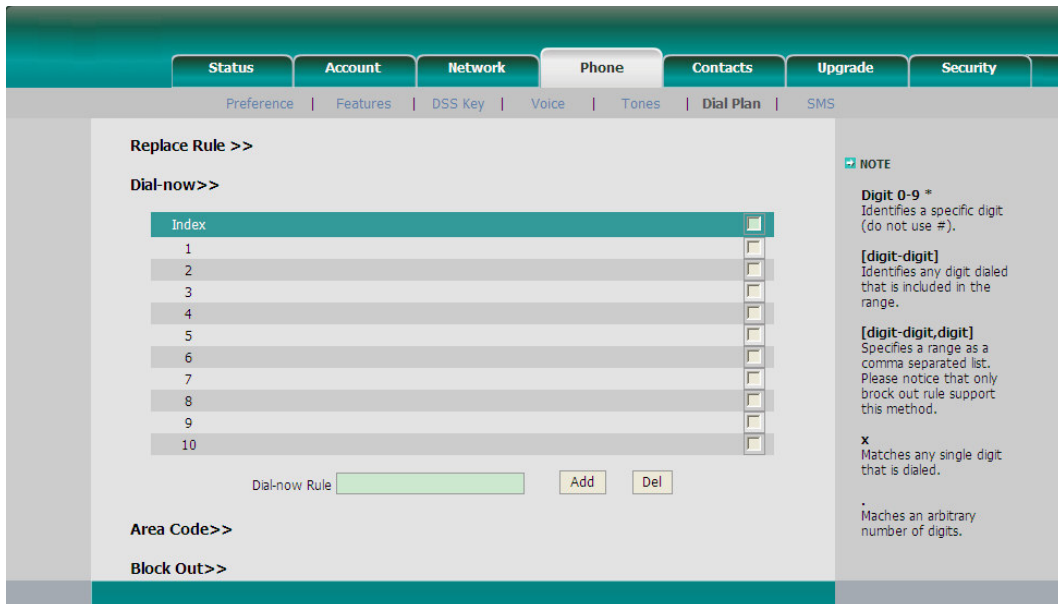 Status Account Network Phone Contacts Upgrade Security
Preference | Features | DSS Key | Voice | Tones | Dial Plan | SMS
Replace Rule >>
Dial-now>>
Index
1
2
3
4
5
6
7
8
9
10
Dial-now Rule Add Del
Area Code>>
Block Out>>
NOTE
Digit 0-9 *
Identifies a specific digit
(do not use #).
[digit-digit]
Identifies any digit dialed
that is included in the
range.
[digit-digit,digit]
Specifies a range as a
comma separated list.
Please notice that only
brock out rule support
this method.
x
Matches any single digit
that is dialed.
.
Maches an arbitrary
number of digits.